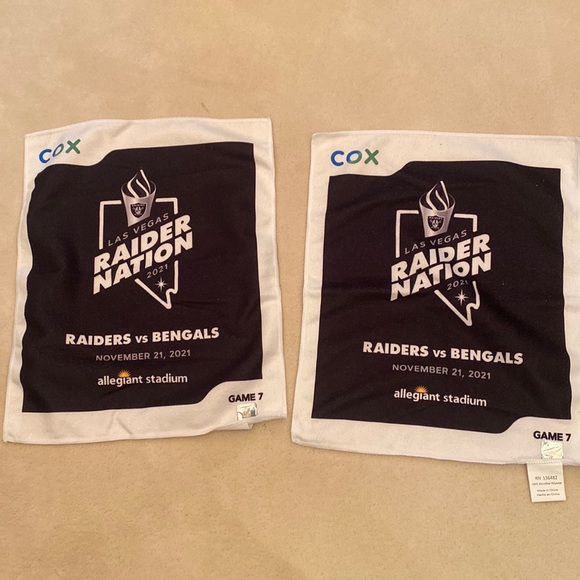 COX
LAS VEGAS
RAIDER
NATION
2021
RAIDERS vs BENGALS
NOVEMBER 21, 2021
allegiant stadium
GAME 7
COX
LAS VEGAS
RAIDER
NATION
2021
RAIDERS vs BENGALS
NOVEMBER 21, 2021
allegiant stadium
GAME 7